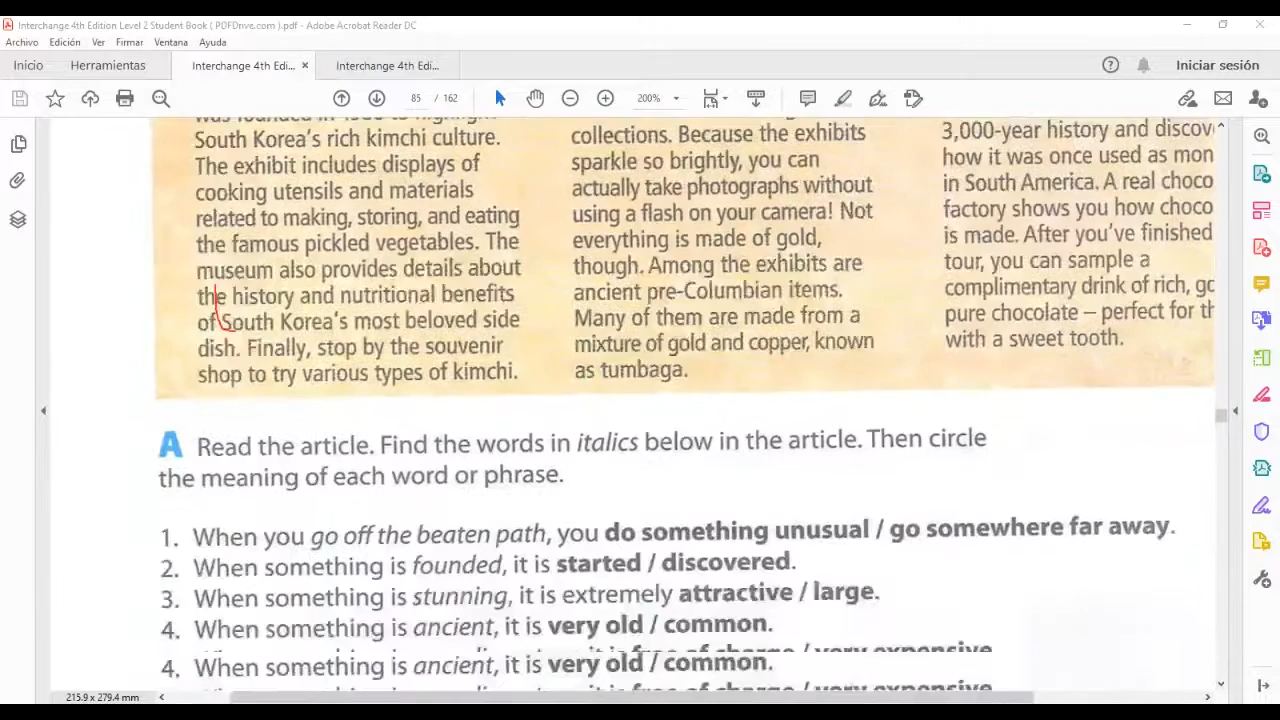 Interchange 4th Edition Level 2 Student Book ( PDFDrive.com ).pdf - Adobe Acrobat Reader DC
Archivo Edición Ver Firmar Ventana Ayuda
Inicio Herramientas Interchange 4th Edi... × Interchange 4th Edi... Iniciar sesión
85 / 162 200%
South Korea's rich kimchi culture.
The exhibit includes displays of
cooking utensils and materials
related to making, storing, and eating
the famous pickled vegetables. The
museum also provides details about
the history and nutritional benefits
of South Korea's most beloved side
dish. Finally, stop by the souvenir
shop to try various types of kimchi.
collections. Because the exhibits
sparkle so brightly, you can
actually take photographs without
using a flash on your camera! Not
everything is made of gold,
though. Among the exhibits are
ancient pre-Columbian items.
Many of them are made from a
mixture of gold and copper, known
as tumbaga.
3,000-year history and discov
how it was once used as mon
in South America. A real choco
factory shows you how choco
is made. After you've finished
tour, you can sample a
complimentary drink of rich, go
pure chocolate – perfect for th
with a sweet tooth.
A Read the article. Find the words in italics below in the article. Then circle
the meaning of each word or phrase.
1. When you go off the beaten path, you do something unusual / go somewhere far away.
2. When something is founded, it is started / discovered.
3. When something is stunning, it is extremely attractive / large.
4. When something is ancient, it is very old / common.
4. When something is ancient, it is very old / common.
215.9 x 279.4 mm